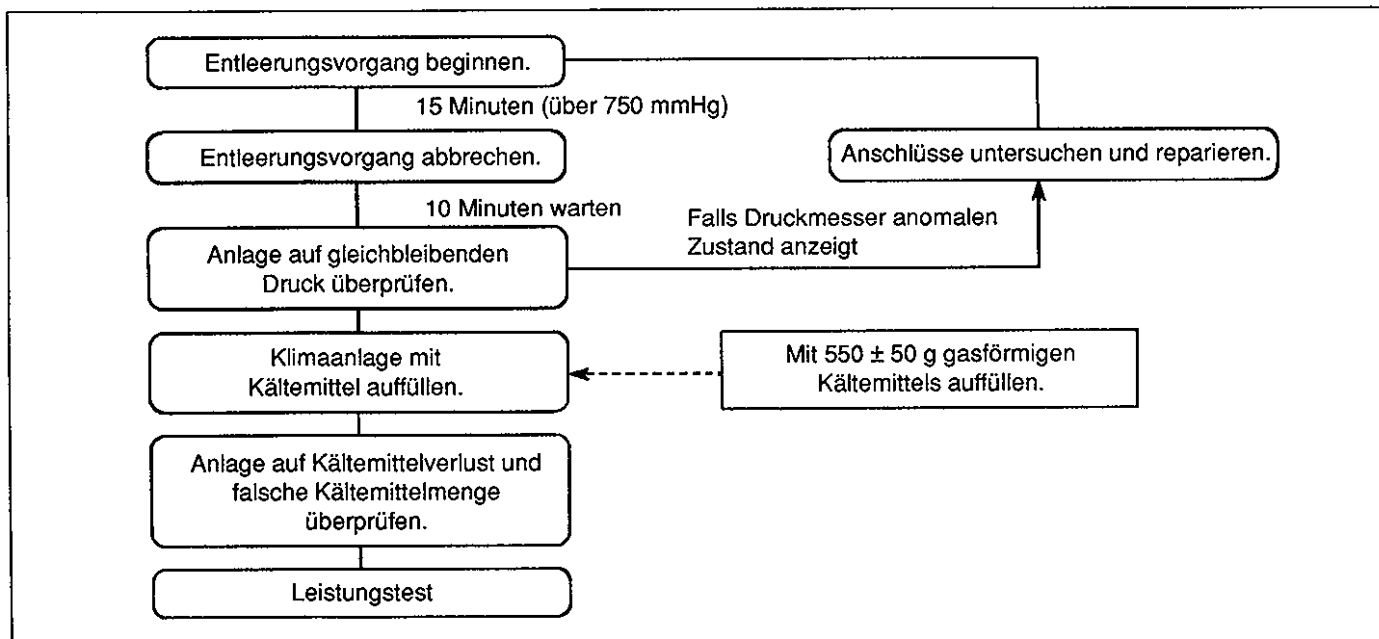 Entleerungsvorgang beginnen.
15 Minuten (über 750 mmHg)
Entleerungsvorgang abbrechen.
Anschlüsse untersuchen und reparieren.
10 Minuten warten
Falls Druckmesser anomalen
Zustand anzeigt
Anlage auf gleichbleibenden
Druck überprüfen.
Klimaanlage mit
Kältemittel auffüllen.
Mit 550 ± 50 g gasförmigen
Kältemittels auffüllen.
Anlage auf Kältemittelverlust und
falsche Kältemittelmenge
überprüfen.
Leistungstest